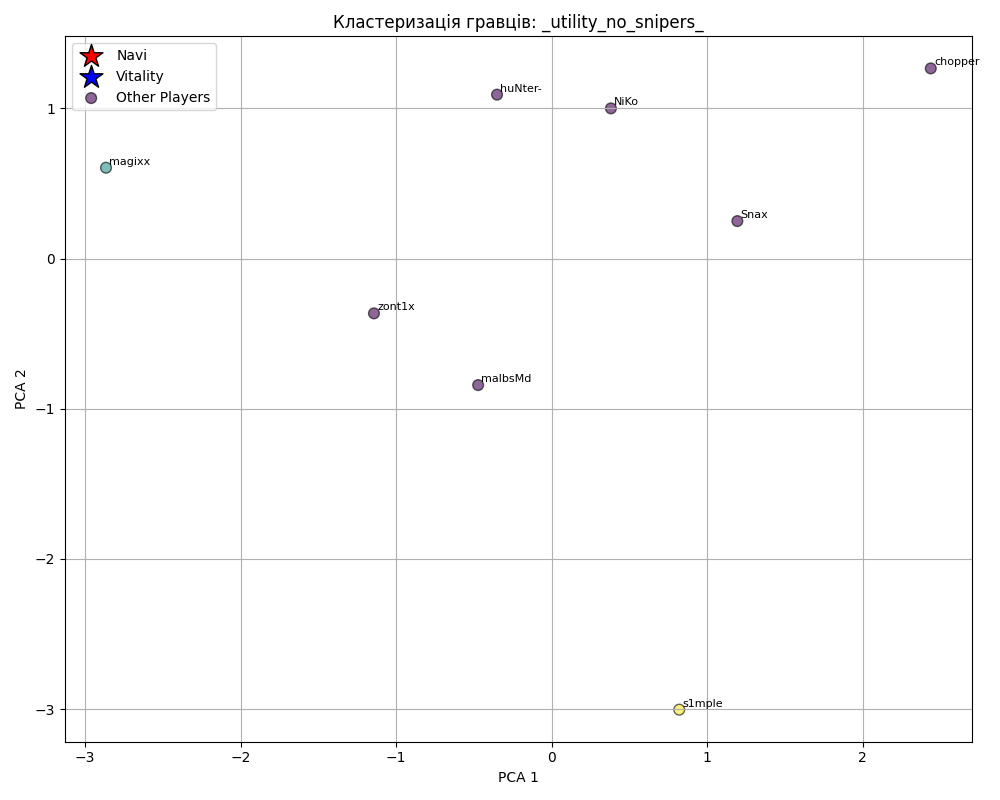 Кластеризація гравців: _utility_no_snipers_
Navi
Vitality
Other Players
chopper
huNter-
NiKo
magixx
Snax
zont1x
malbsMd
s1mple
1
0
−1
−2
−3
PCA 2
−3
−2
−1
0
1
2
PCA 1